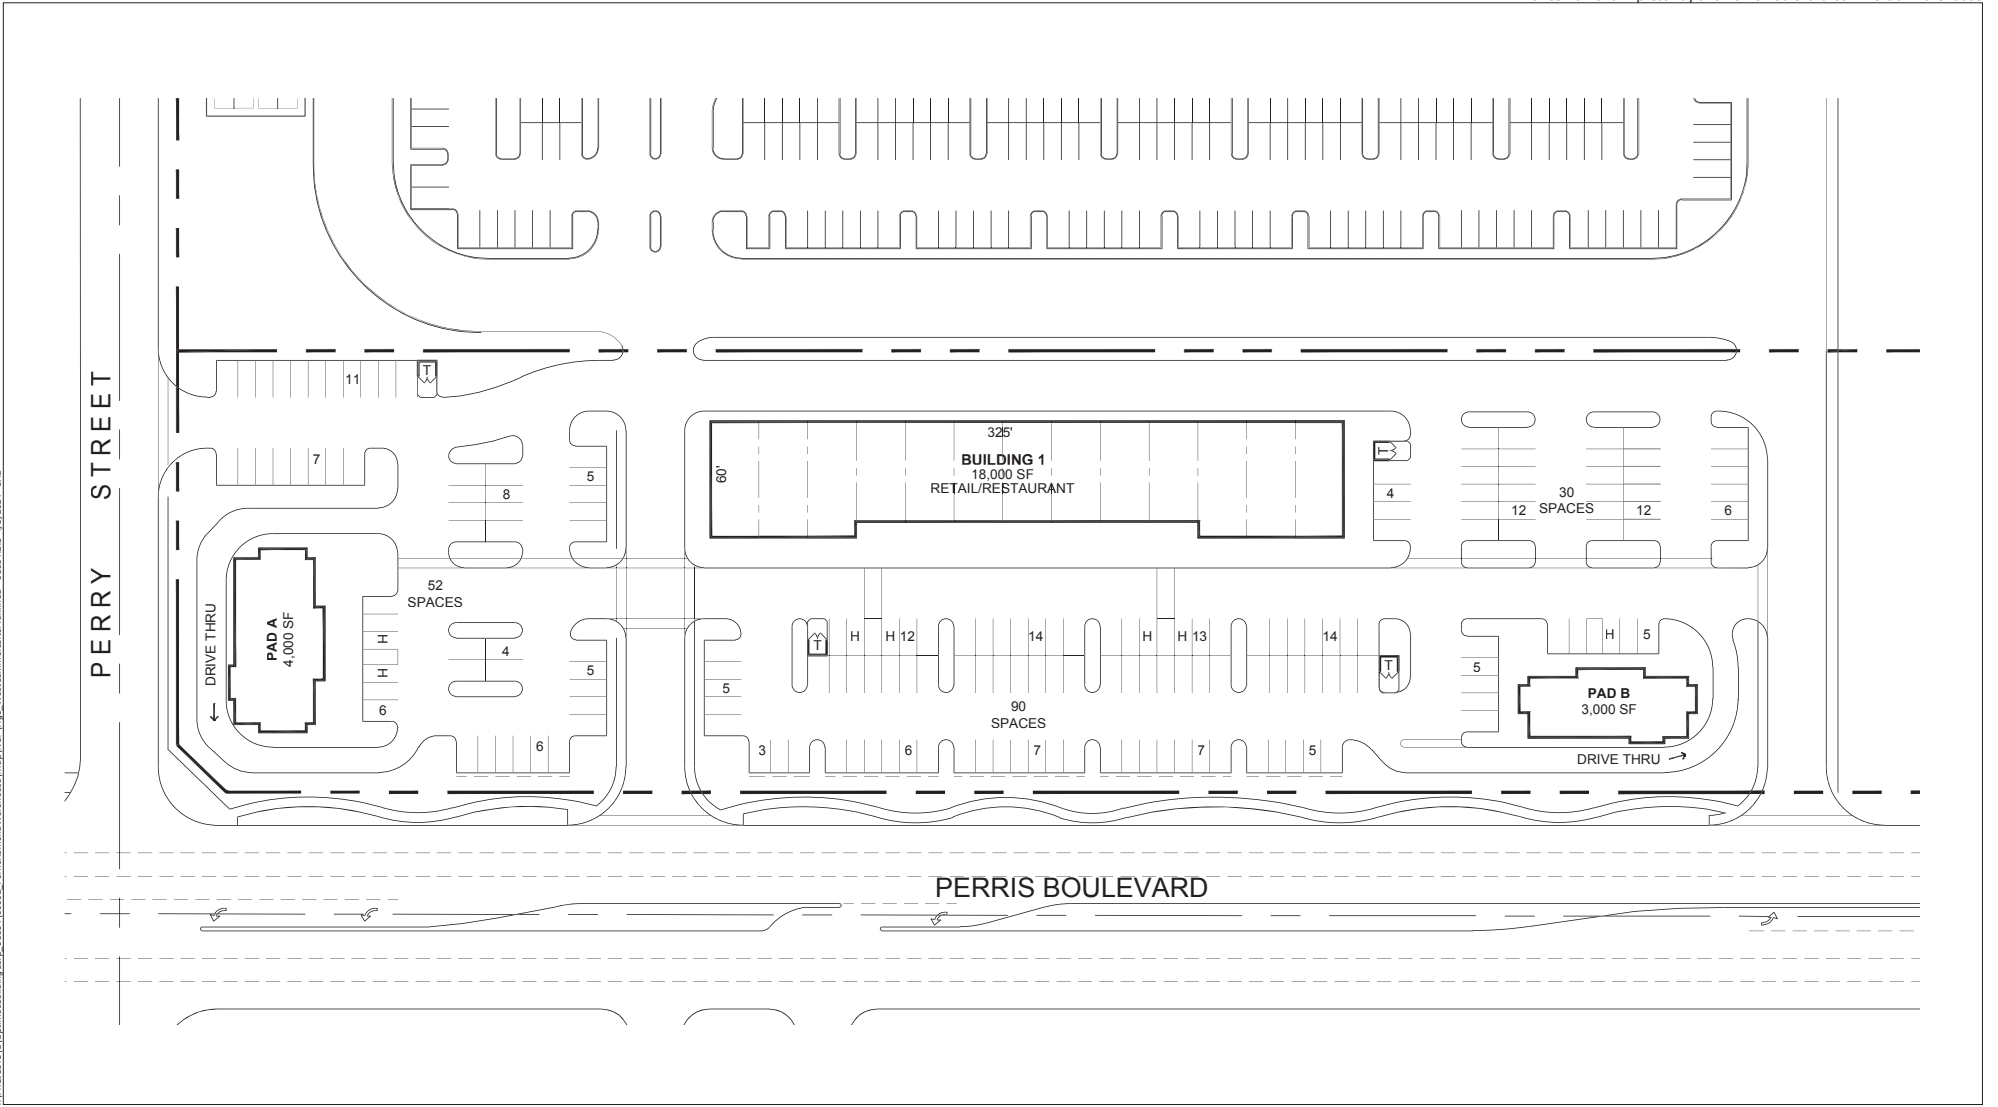 11
T
PERRY STREET
7
8
5
325'
60'
BUILDING 1
18,000 SF
RETAIL/RESTAURANT
T
4
12
30
SPACES
12
6
52
SPACES
DRIVE THRU
PAD A
4,000 SF
H
H
6
4
5
6
T
H
H 12
14
H
H 13
14
T
5
5
H
5
PAD B
3,000 SF
DRIVE THRU
90
SPACES
3
6
7
7
5
PERRIS BOULEVARD